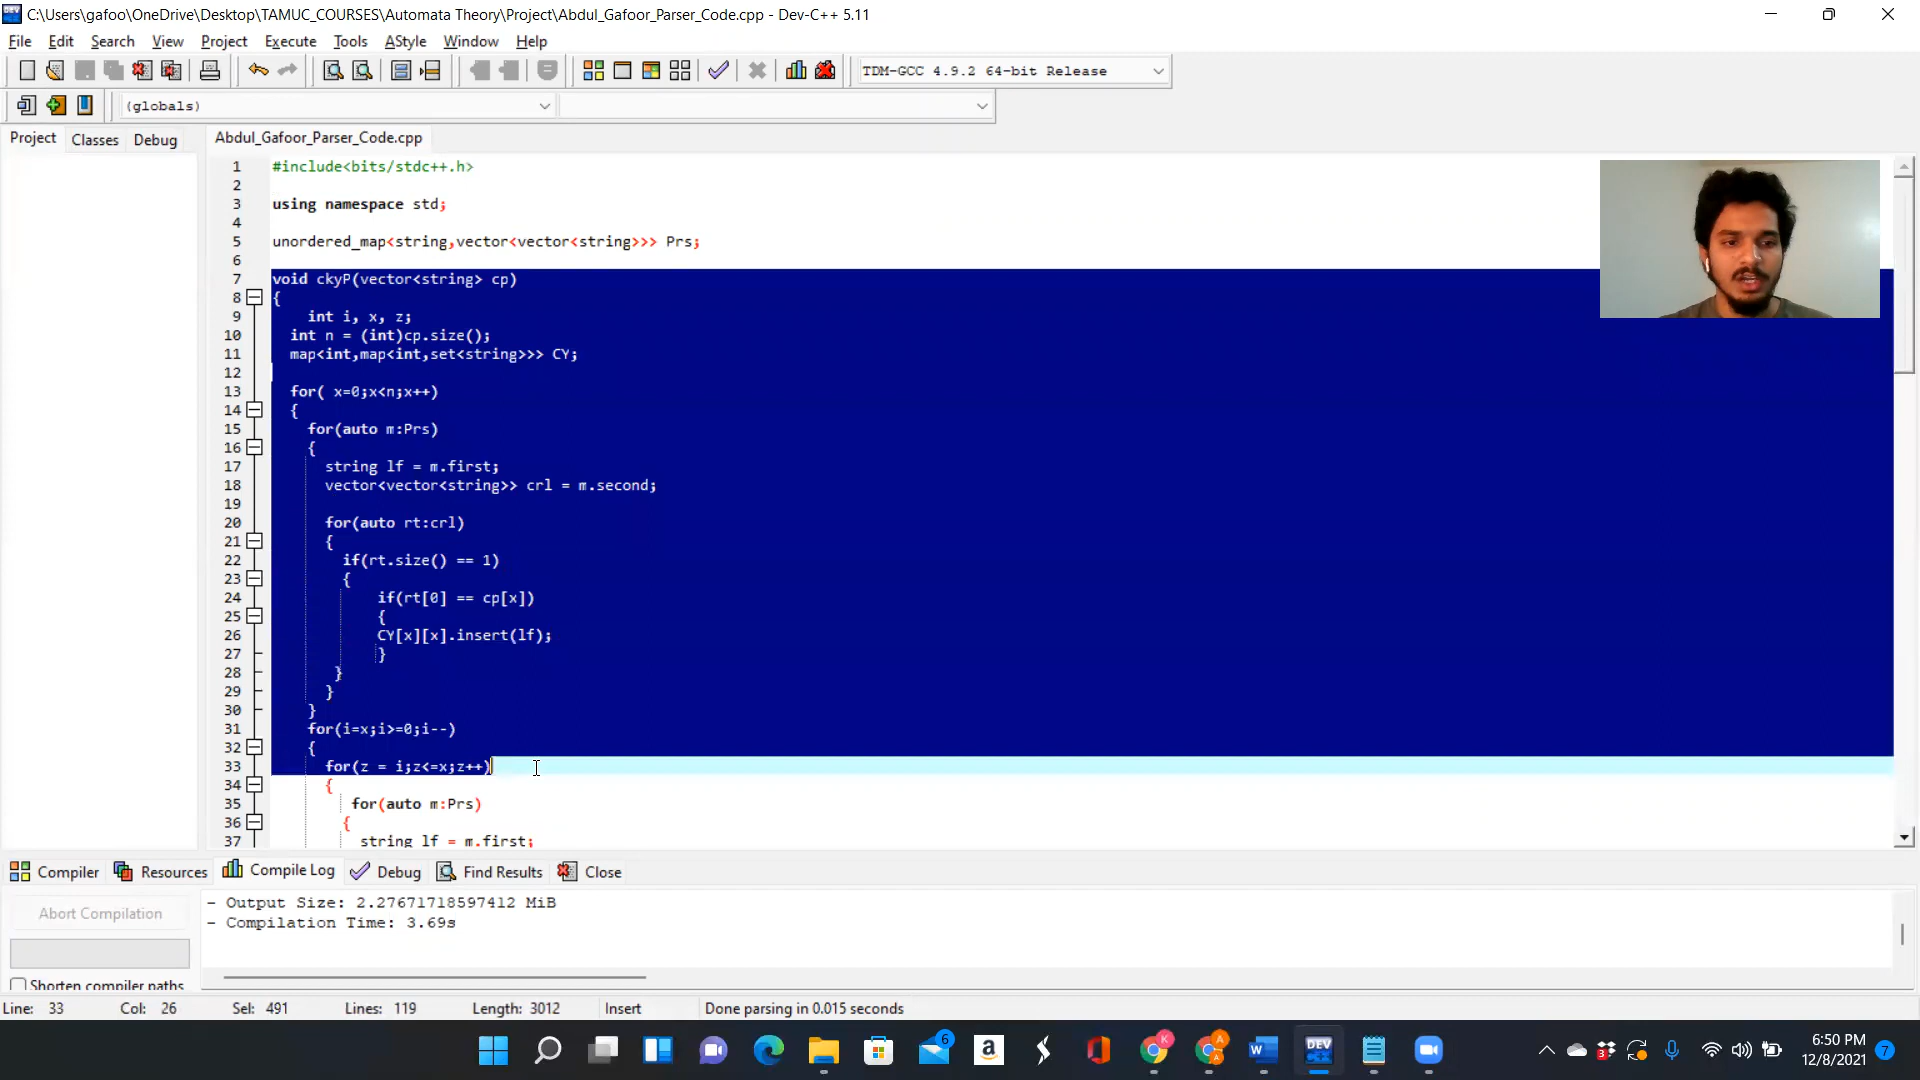 C:\Users\gafoo\OneDrive\Desktop\TAMUC_COURSES\Automata Theory\Project\Abdul_Gafoor_Parser_Code.cpp - Dev-C++ 5.11
File Edit Search View Project Execute Tools AStyle Window Help
TDM-GCC 4.9.2 64-bit Release
(globals)
Project Classes Debug Abdul_Gafoor_Parser_Code.cpp
1 #include<bits/stdc++.h>
2
3 using namespace std;
4
5 unordered_map<string,vector<vector<string>>> Prs;
6
7 void ckyP(vector<string> cp)
8 {
9 int i, x, z;
10 int n = (int)cp.size();
11 map<int,map<int,set<string>>> CY;
12
13 for( x=0;x<n;x++)
14 {
15 for(auto m:Prs)
16 {
17 string lf = m.first;
18 vector<vector<string>> crl = m.second;
19
20 for(auto rt:crl)
21 {
22 if(rt.size() == 1)
23 {
24 if(rt[0] == cp[x])
25 {
26 CY[x][x].insert(lf);
27 }
28 }
29 }
30 }
31 for(i=x;i>=0;i--)
32 {
33 for(z = i;z<=x;z++)
34 {
35 for(auto m:Prs)
36 {
37 string lf = m.first;
Compiler Resources Compile Log Debug Find Results Close
Abort Compilation
- Output Size: 2.27671718597412 MiB
- Compilation Time: 3.69s
Shorten compiler paths
Line: 33 Col: 26 Sel: 491 Lines: 119 Length: 3012 Insert Done parsing in 0.015 seconds
6
a
K
A
W
DEV
3
6:50 PM
12/8/2021
7